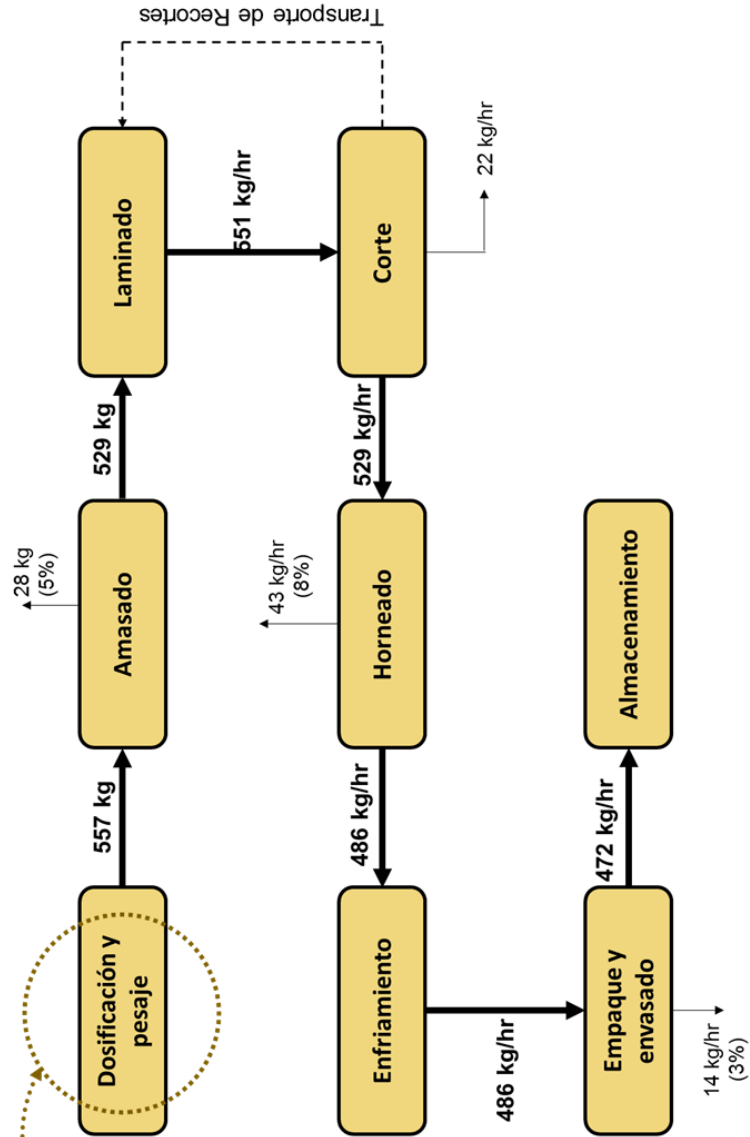 Dosificación y
pesaje
557 kg
Amasado
28 kg
(5%)
529 kg
Laminado
Transporte de Recortes
551 kg/hr
Corte
22 kg/hr
529 kg/hr
Horneado
43 kg/hr
(8%)
486 kg/hr
Enfriamiento
486 kg/hr
Empaque y
envasado
14 kg/hr
(3%)
472 kg/hr
Almacenamiento